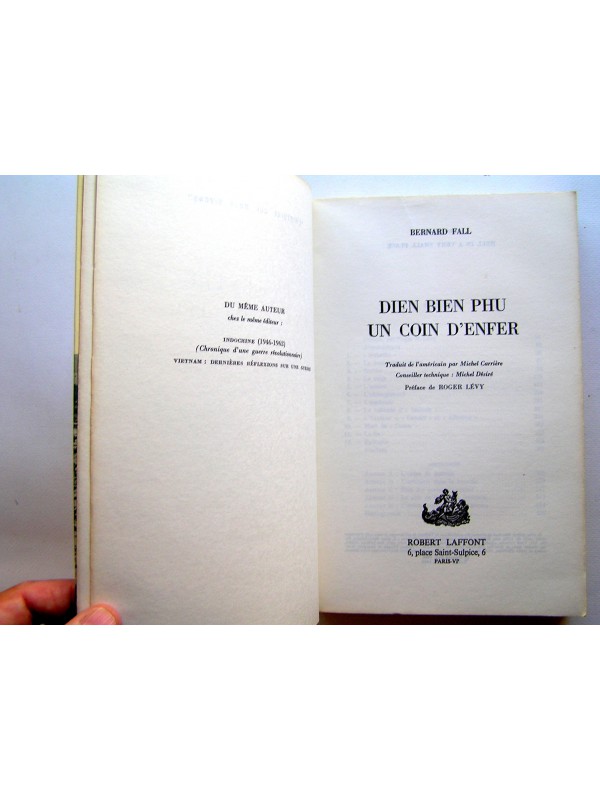 DU MÊME AUTEUR
chez le même éditeur :
INDOCHINE (1946-1962)
(Chronique d'une guerre révolutionnaire)
VIETNAM : DERNIÈRES RÉFLEXIONS SUR UNE GUERRE
BERNARD FALL
DIEN BIEN PHU
UN COIN D'ENFER
Traduit de l'américain par Michel Carrière
Conseiller technique : Michel Désiré
Préface de ROGER LÉVY
ROBERT LAFFONT
6, place Saint-Sulpice, 6
PARIS-VIᵉ